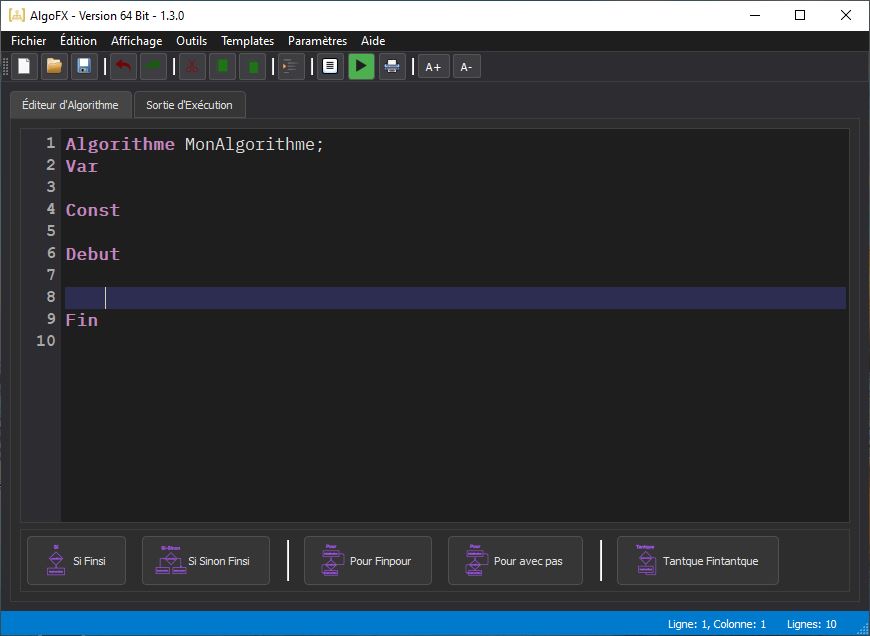 AlgoFX - Version 64 Bit - 1.3.0
Fichier Édition Affichage Outils Templates Paramètres Aide
A+ A-
Éditeur d'Algorithme Sortie d'Exécution
1 Algorithme MonAlgorithme;
2 Var
3
4 Const
5
6 Debut
7
8
9 Fin
10
Si Si Finsi Si-Sinon Si Sinon Finsi Pour Pour Finpour Pour Pour avec pas Tantque Tantque Fintantque
Ligne: 1, Colonne: 1 Lignes: 10